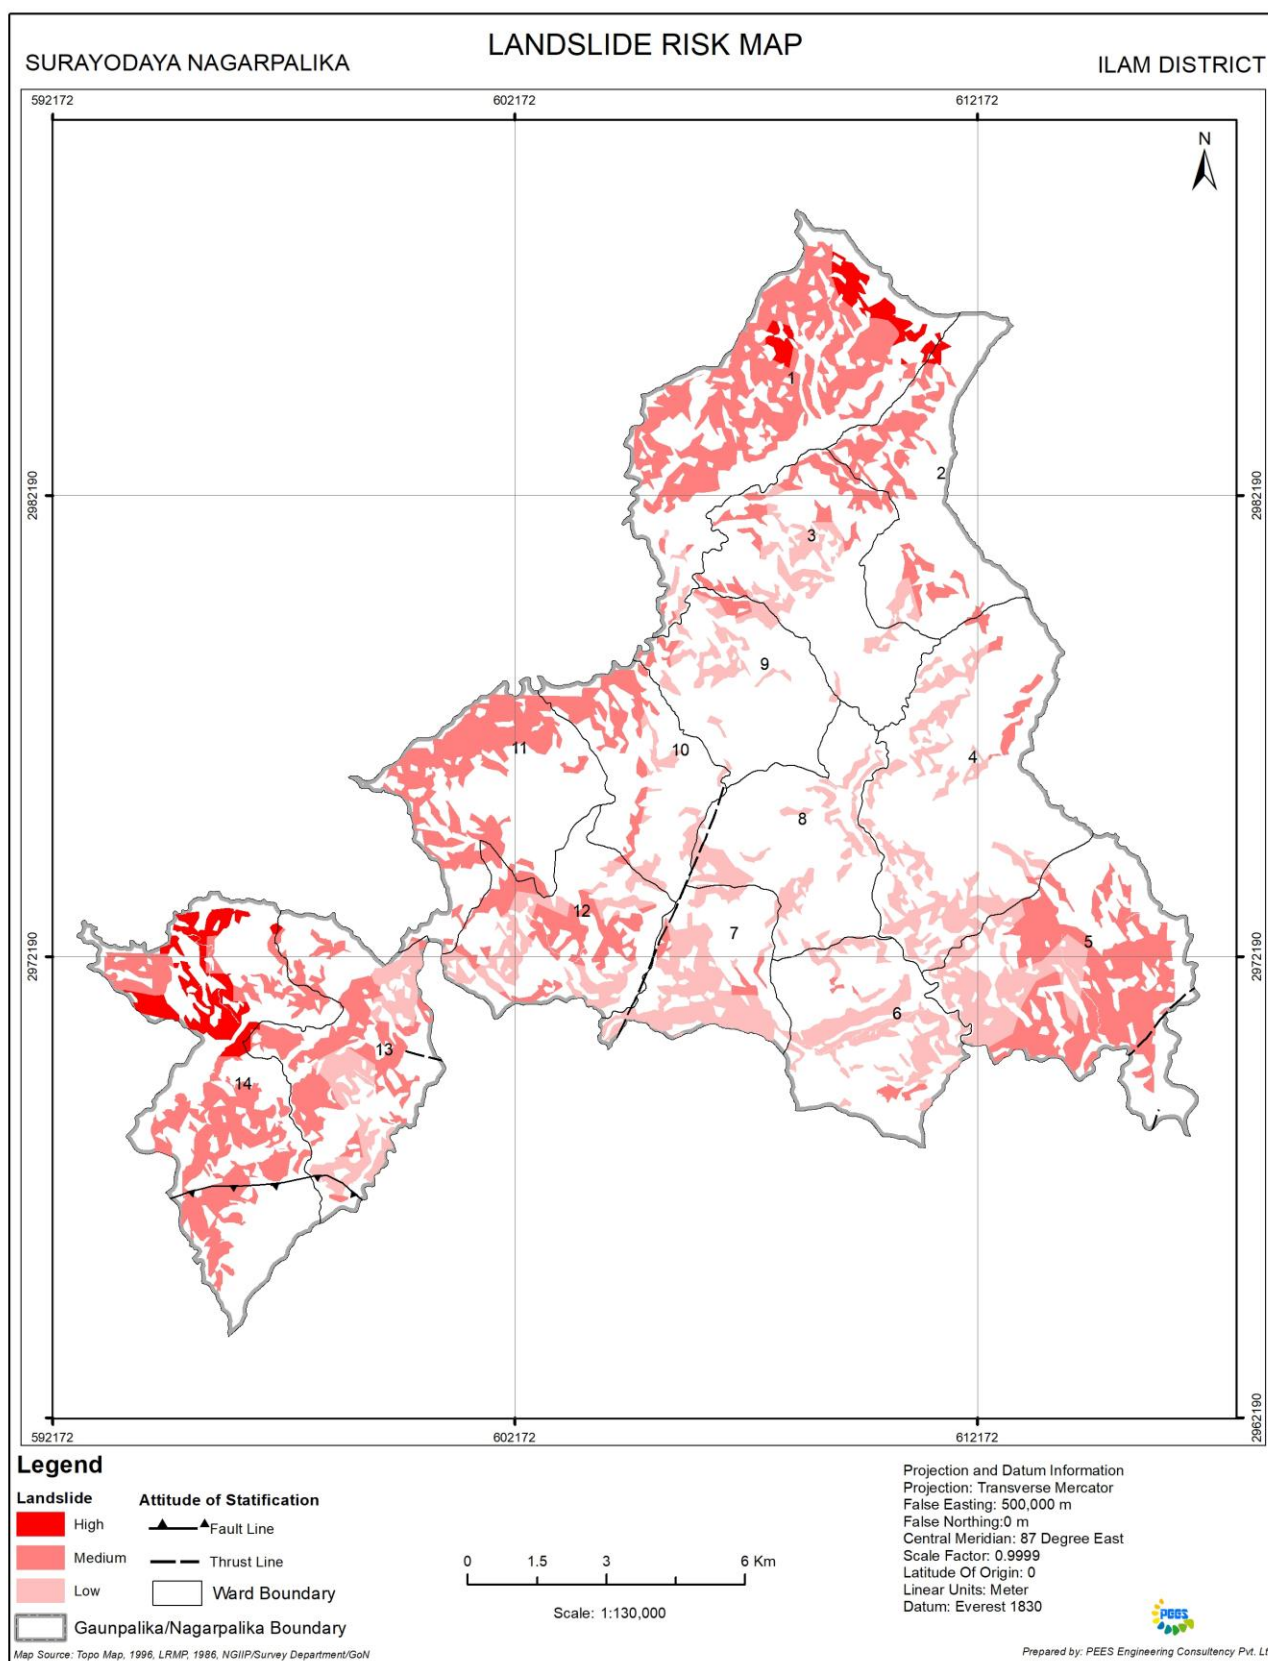 LANDSLIDE RISK MAP
SURAYODAYA NAGARPALIKA
ILAM DISTRICT
592172
602172
612172
N
1
2
2982190
2982190
3
9
11
10
4
8
12
7
5
2972190
2972190
6
13
14
2962190
592172
602172
612172
Legend
Landslide
High
Medium
Low
Gaunpalika/Nagarpalika Boundary
Attitude of Statification
Fault Line
Thrust Line
Ward Boundary
0 1.5 3 6 Km
Scale: 1:130,000
Projection and Datum Information
Projection: Transverse Mercator
False Easting: 500,000 m
False Northing:0 m
Central Meridian: 87 Degree East
Scale Factor: 0.9999
Latitude Of Origin: 0
Linear Units: Meter
Datum: Everest 1830
PEES
Map Source: Topo Map, 1996, LRMP, 1986, NGIIP/Survey Department/GoN
Prepared by: PEES Engineering Consultency Pvt. Lt